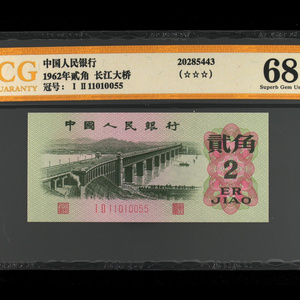 CG
GUARANTY
中国人民银行
1962年贰角 长江大桥
冠号： I II 11010055
20285443
(☆☆☆)
68
Superb Gem Un
中國人民銀行
貳角
2
ER
JIAO
I II 11010055